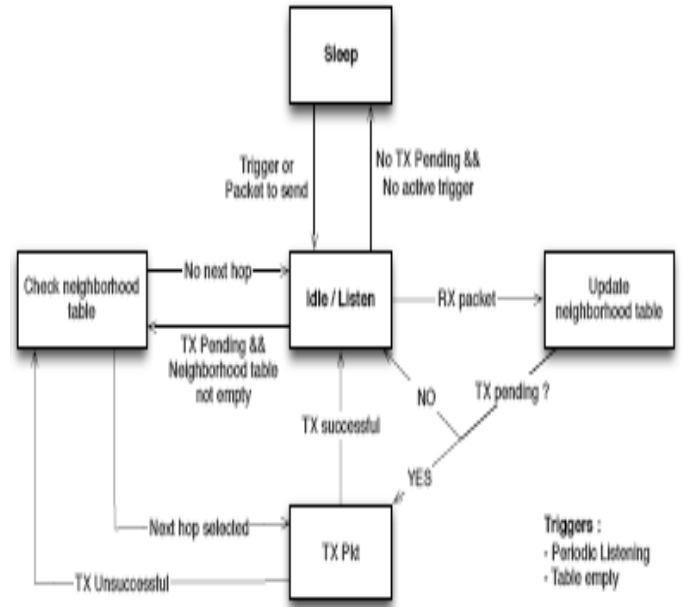 Sleep
Trigger or
Packet to send
No TX Pending &&
No active trigger
Check neighborhood
table
No next hop
Idle / Listen
RX packet
Update
neighborhood table
TX Pending &&
Neighborhood table
not empty
TX pending ?
NO
TX successful
YES
Next hop selected
TX Pkt
TX Unsuccessful
Triggers :
- Periodic Listening
- Table empty